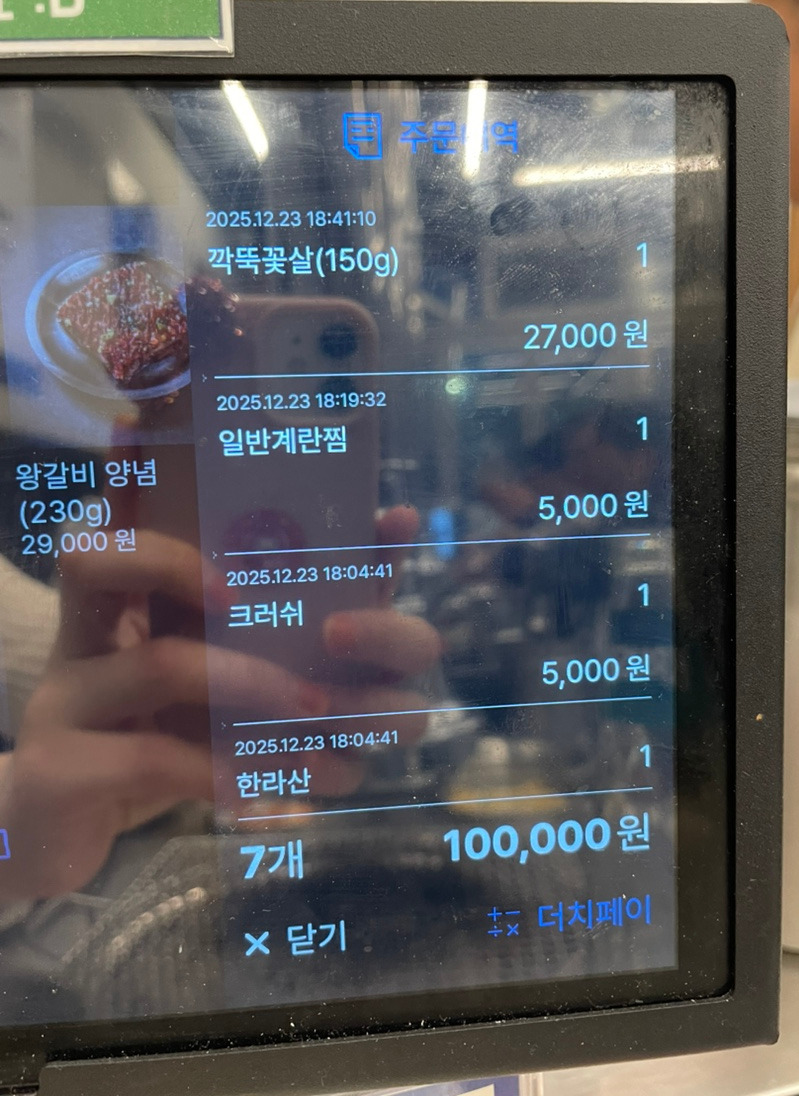 주문내역
2025.12.23 18:41:10
깍뚝꽃살(150g) 1
27,000 원
2025.12.23 18:19:32
일반계란찜 1
5,000 원
2025.12.23 18:04:41
크러쉬 1
5,000 원
2025.12.23 18:04:41
한라산 1
7개 100,000원
× 닫기 더치페이
왕갈비 양념
(230g)
29,000 원